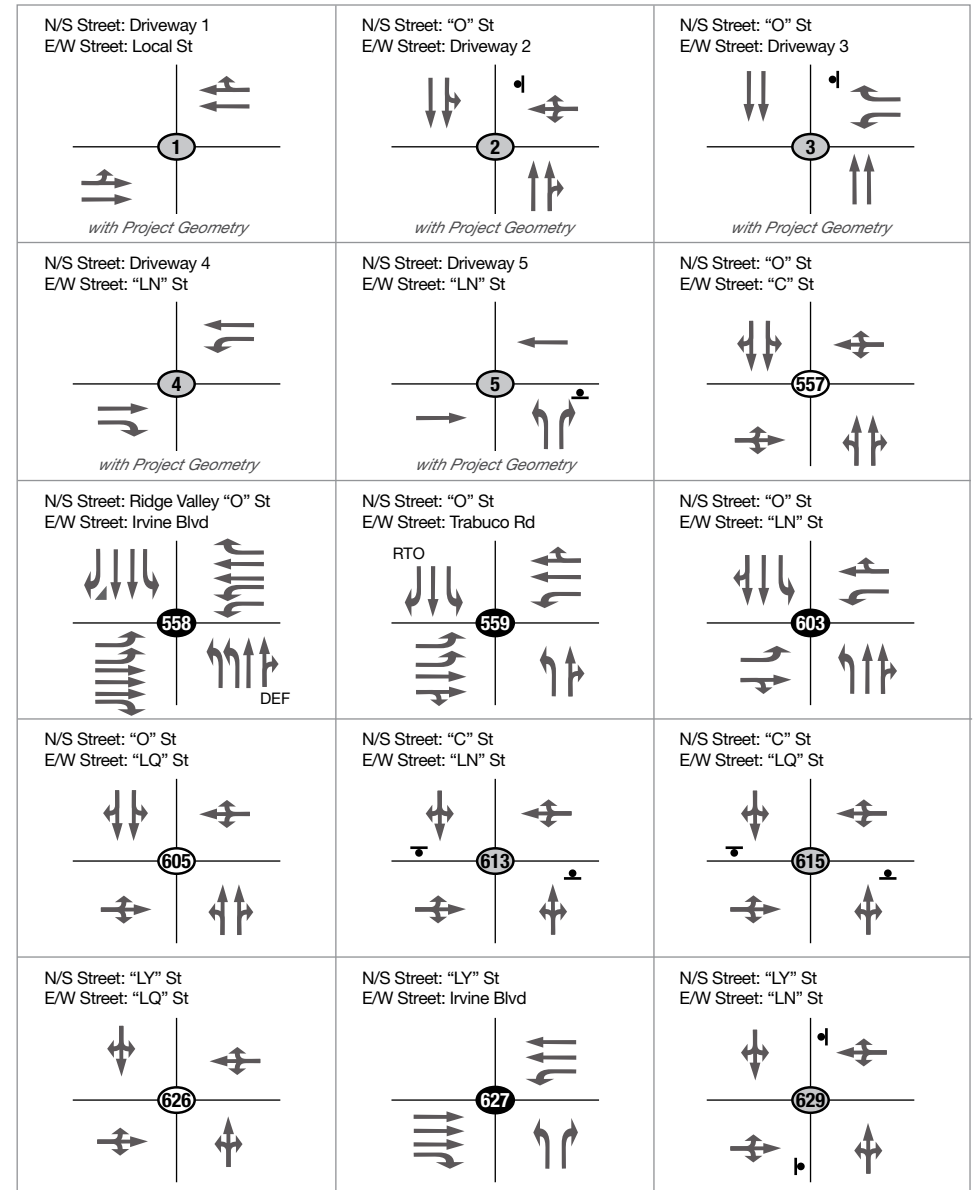 N/S Street: Driveway 1
E/W Street: Local St
1
with Project Geometry
N/S Street: “O” St
E/W Street: Driveway 2
2
with Project Geometry
N/S Street: “O” St
E/W Street: Driveway 3
3
with Project Geometry
N/S Street: Driveway 4
E/W Street: “LN” St
4
with Project Geometry
N/S Street: Driveway 5
E/W Street: “LN” St
5
with Project Geometry
N/S Street: “O” St
E/W Street: “C” St
557
N/S Street: Ridge Valley “O” St
E/W Street: Irvine Blvd
558
DEF
N/S Street: “O” St
E/W Street: Trabuco Rd
RTO
559
N/S Street: “O” St
E/W Street: “LN” St
603
N/S Street: “O” St
E/W Street: “LQ” St
605
N/S Street: “C” St
E/W Street: “LN” St
613
N/S Street: “C” St
E/W Street: “LQ” St
615
N/S Street: “LY” St
E/W Street: “LQ” St
626
N/S Street: “LY” St
E/W Street: Irvine Blvd
627
N/S Street: “LY” St
E/W Street: “LN” St
629